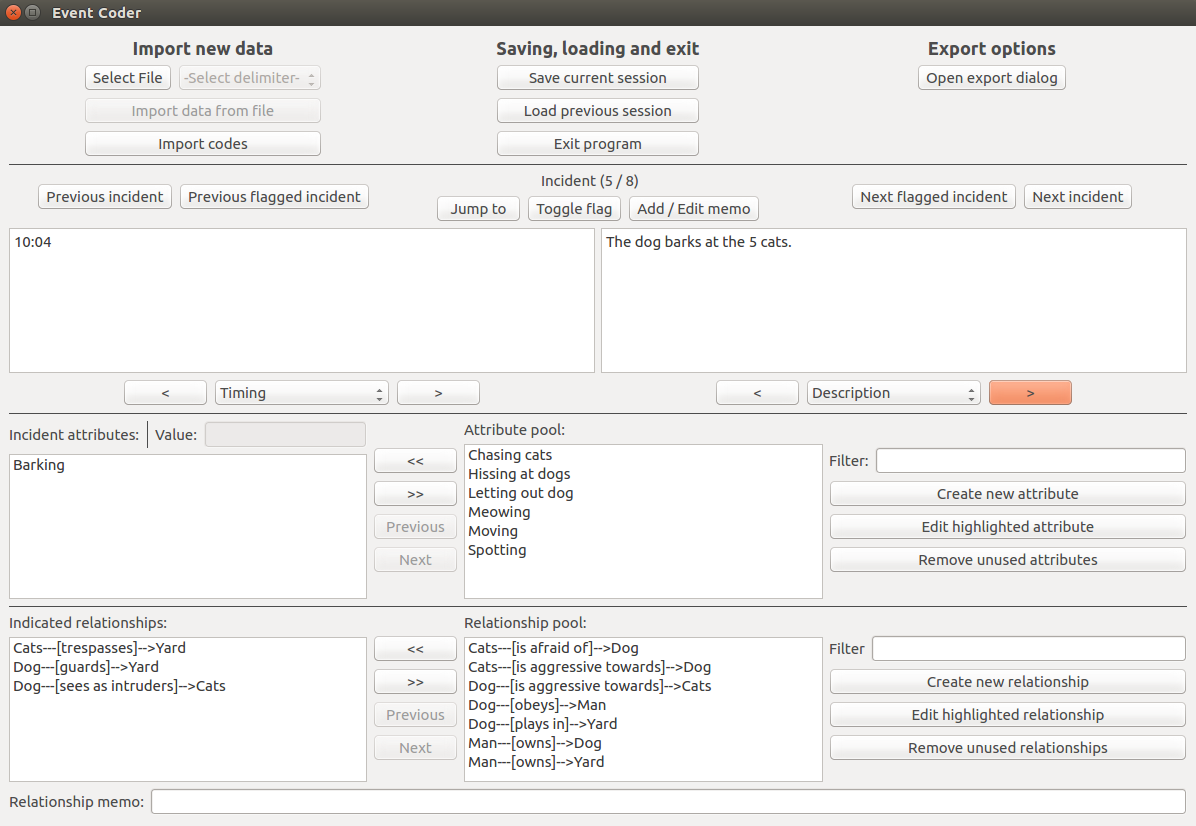 Event Coder
Import new data
Select File
-Select delimiter-
Import data from file
Import codes
Saving, loading and exit
Save current session
Load previous session
Exit program
Export options
Open export dialog
Previous incident
Previous flagged incident
Incident (5 / 8)
Jump to
Toggle flag
Add / Edit memo
Next flagged incident
Next incident
10:04
The dog barks at the 5 cats.
<
Timing
>
<
Description
>
Incident attributes:
Value:
Barking
<<
>>
Previous
Next
Attribute pool:
Chasing cats
Hissing at dogs
Letting out dog
Meowing
Moving
Spotting
Filter:
Create new attribute
Edit highlighted attribute
Remove unused attributes
Indicated relationships:
Cats---[trespasses]-->Yard
Dog---[guards]-->Yard
Dog---[sees as intruders]-->Cats
<<
>>
Previous
Next
Relationship pool:
Cats---[is afraid of]-->Dog
Cats---[is aggressive towards]-->Dog
Dog---[is aggressive towards]-->Cats
Dog---[obeys]-->Man
Dog---[plays in]-->Yard
Man---[owns]-->Dog
Man---[owns]-->Yard
Filter
Create new relationship
Edit highlighted relationship
Remove unused relationships
Relationship memo: